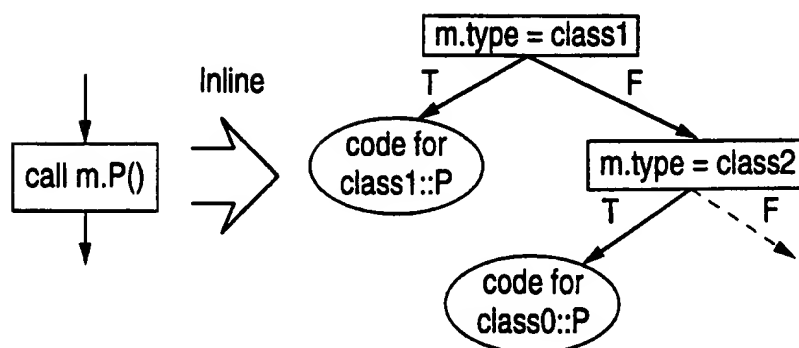 m.type = class1
Inline
T
F
call m.P()
code for
class1::P
m.type = class2
T
F
code for
class0::P